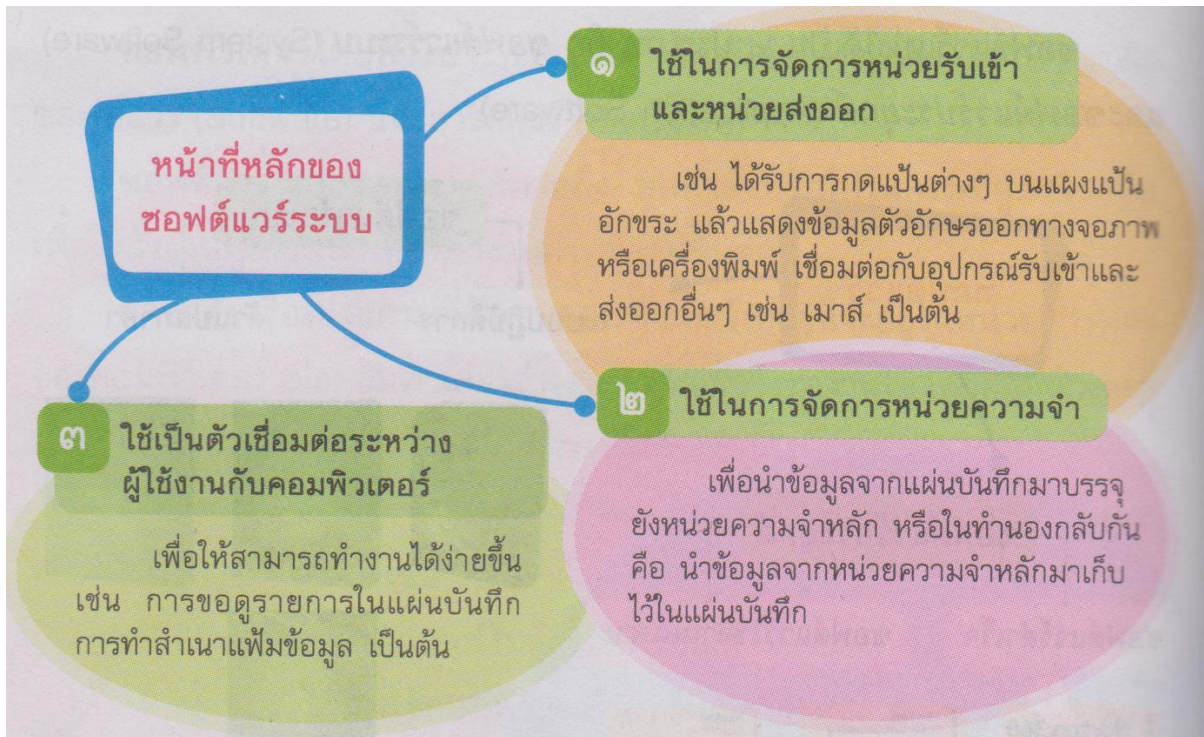 หน้าที่หลักของ
ซอฟต์แวร์ระบบ
๑ ใช้ในการจัดการหน่วยรับเข้า
และหน่วยส่งออก
เช่น ได้รับการกดแป้นต่างๆ บนแผงแป้น
อักขระ แล้วแสดงข้อมูลตัวอักษรออกทางจอภาพ
หรือเครื่องพิมพ์ เชื่อมต่อกับอุปกรณ์รับเข้าและ
ส่งออกอื่นๆ เช่น เมาส์ เป็นต้น
๒ ใช้ในการจัดการหน่วยความจำ
เพื่อนำข้อมูลจากแผ่นบันทึกมาบรรจุ
ยังหน่วยความจำหลัก หรือในทำนองกลับกัน
คือ นำข้อมูลจากหน่วยความจำหลักมาเก็บ
ไว้ในแผ่นบันทึก
๓ ใช้เป็นตัวเชื่อมต่อระหว่าง
ผู้ใช้งานกับคอมพิวเตอร์
เพื่อให้สามารถทำงานได้ง่ายขึ้น
เช่น การขอดูรายการในแผ่นบันทึก
การทำสำเนาแฟ้มข้อมูล เป็นต้น